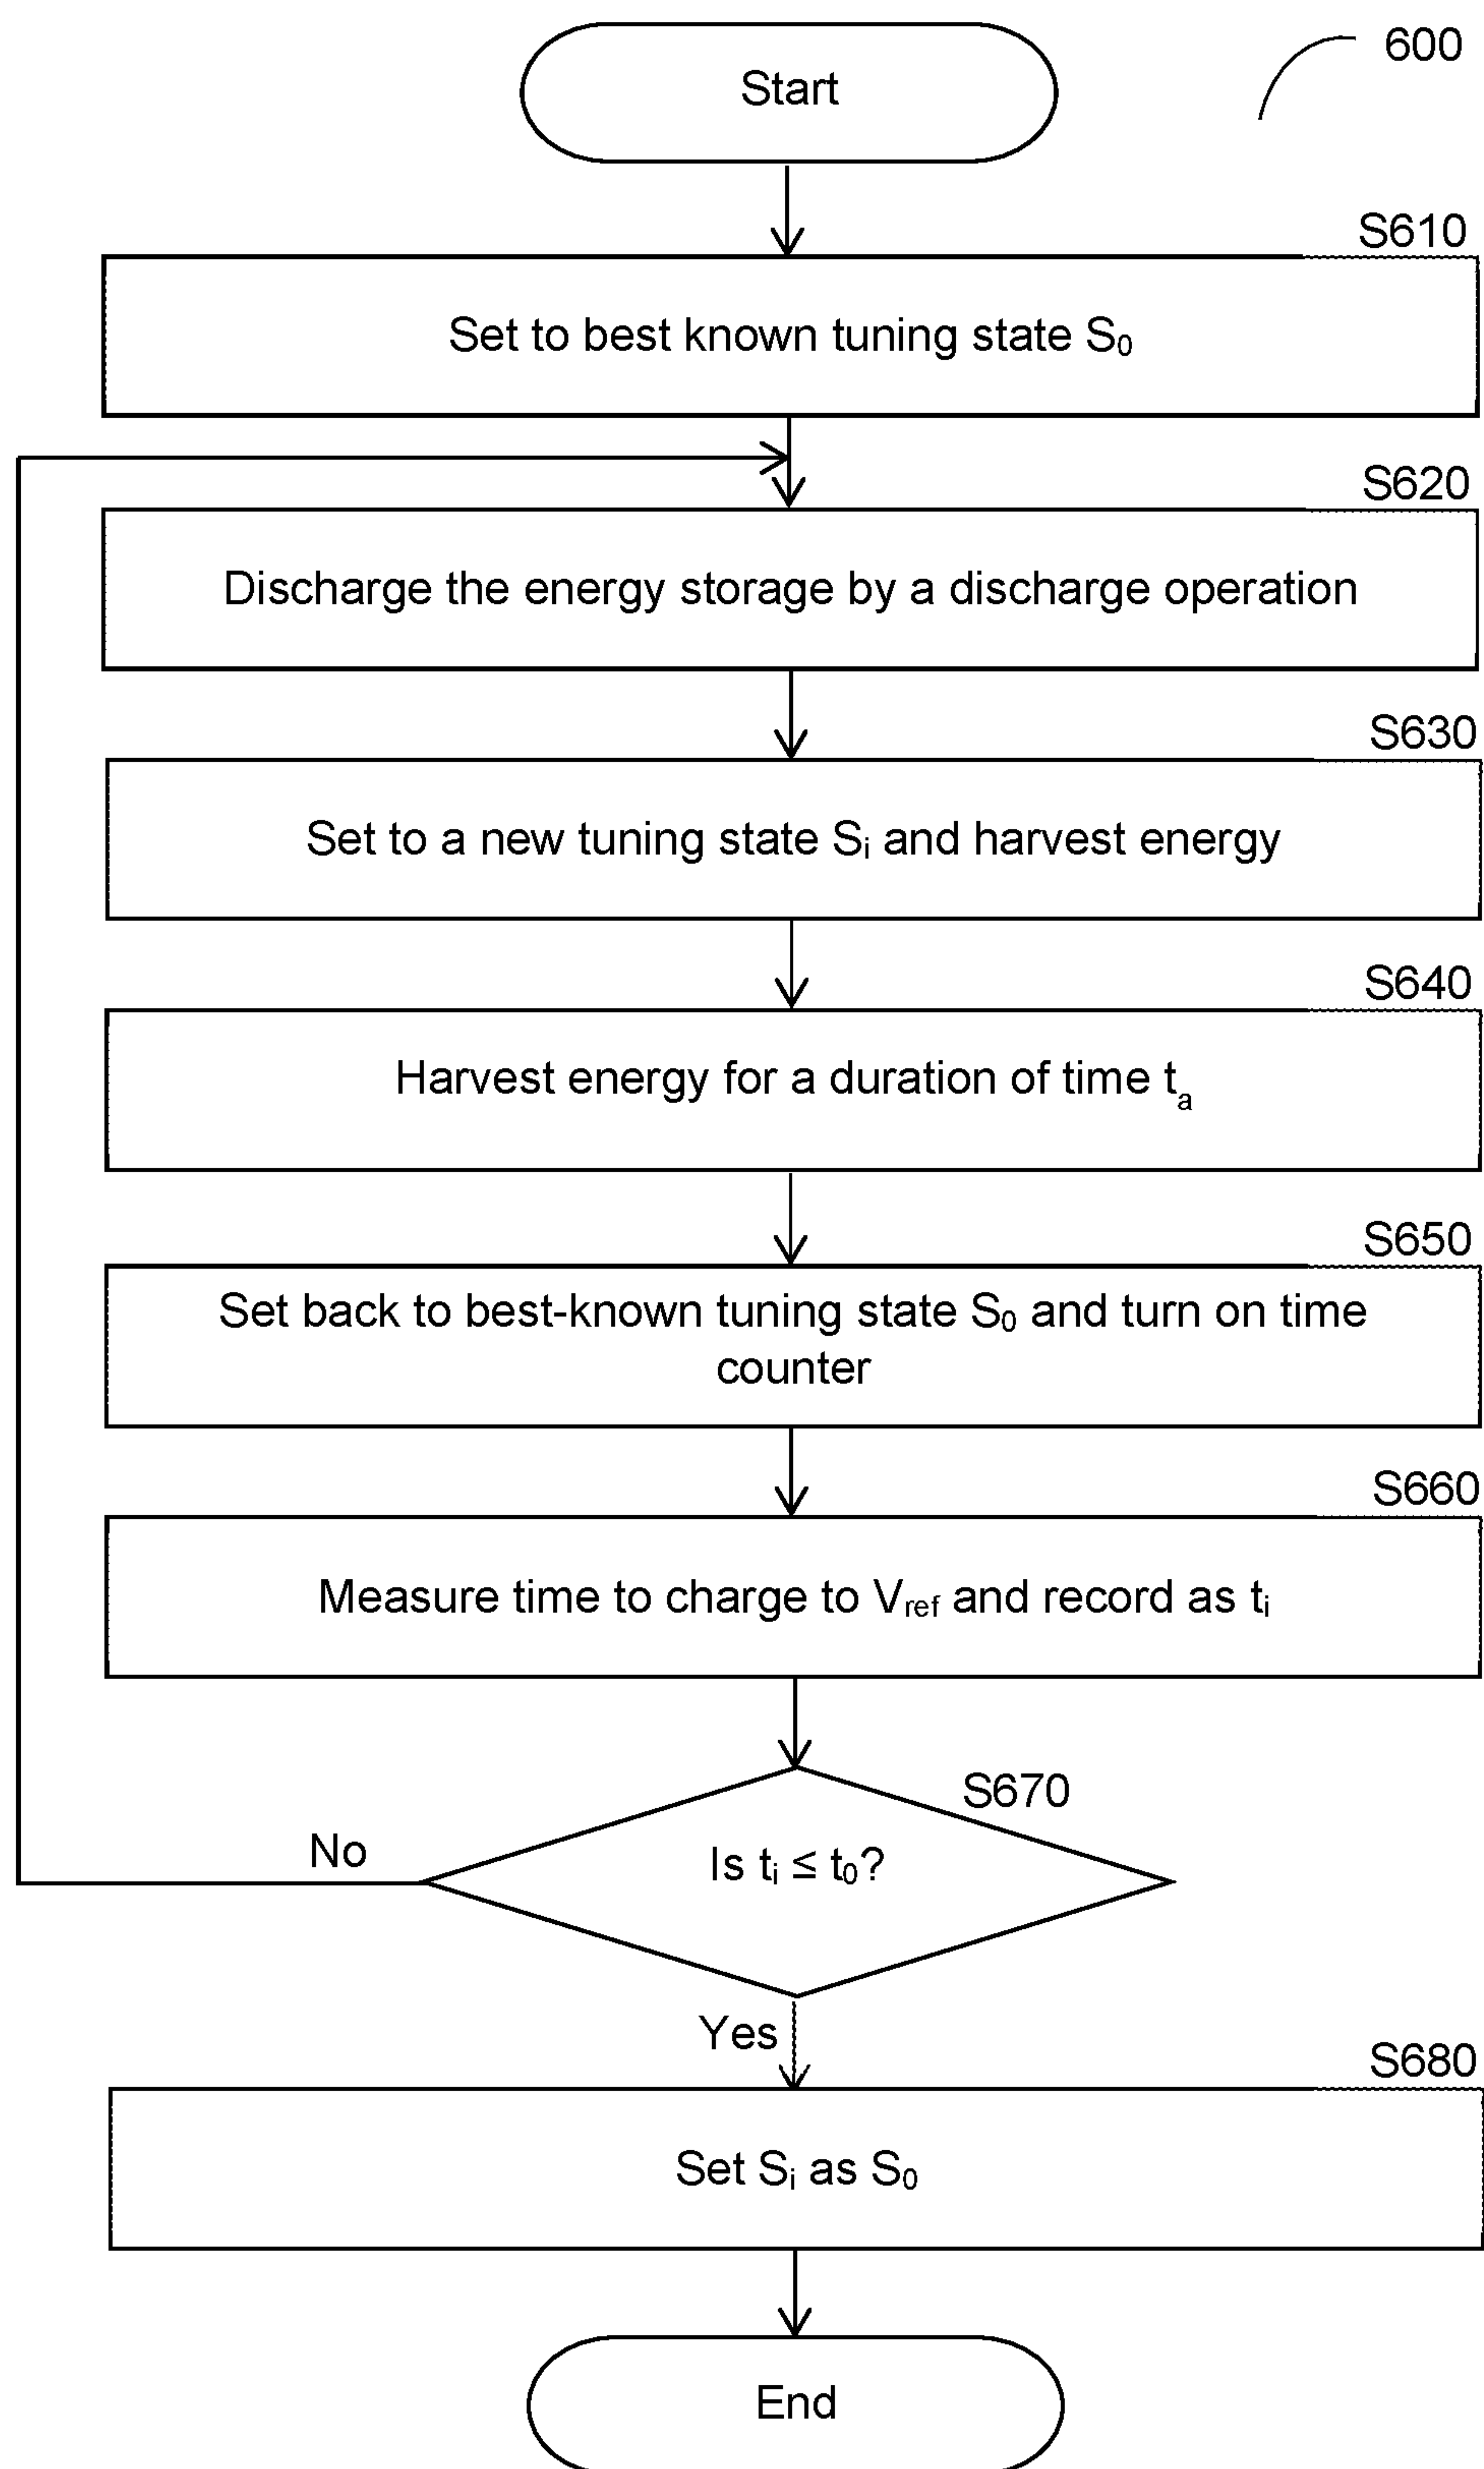 600
Start
S610
Set to best known tuning state S₀
S620
Discharge the energy storage by a discharge operation
S630
Set to a new tuning state Sᵢ and harvest energy
S640
Harvest energy for a duration of time tₐ
S650
Set back to best-known tuning state S₀ and turn on time
counter
S660
Measure time to charge to V_ref and record as tᵢ
S670
Is tᵢ ≤ t₀?
No
Yes
S680
Set Sᵢ as S₀
End